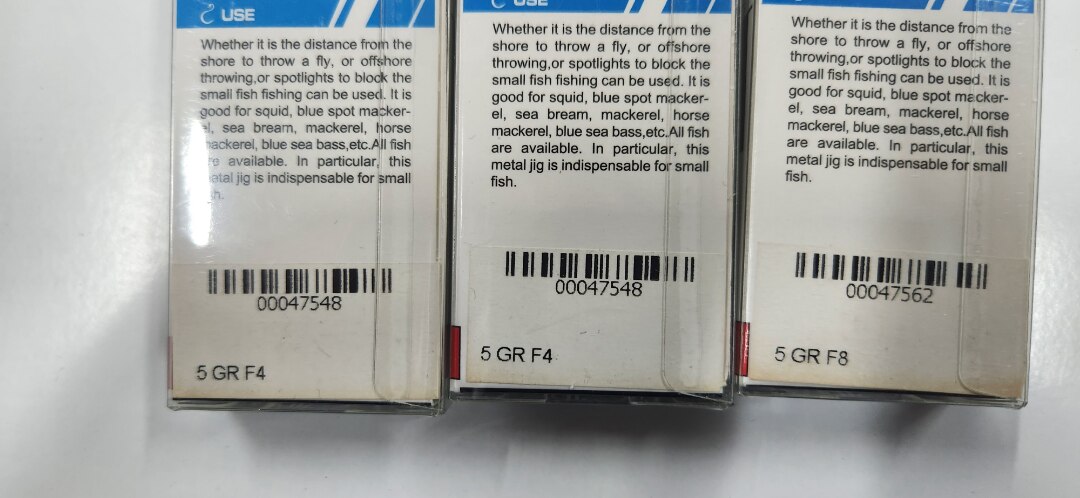 USE
Whether it is the distance from the
shore to throw a fly, or offshore
throwing,or spotlights to block the
small fish fishing can be used. It is
good for squid, blue spot macker-
el, sea bream, mackerel, horse
mackerel, blue sea bass,etc.All fish
are available. In particular, this
metal jig is indispensable for small
fish.
00047548
5 GR F4
USE
Whether it is the distance from the
shore to throw a fly, or offshore
throwing,or spotlights to block the
small fish fishing can be used. It is
good for squid, blue spot macker-
el, sea bream, mackerel, horse
mackerel, blue sea bass,etc.All fish
are available. In particular, this
metal jig is indispensable for small
fish.
00047548
5 GR F4
Whether it is the distance from the
shore to throw a fly, or offshore
throwing,or spotlights to block the
small fish fishing can be used. It is
good for squid, blue spot macker-
el, sea bream, mackerel, horse
mackerel, blue sea bass,etc.All fish
are available. In particular, this
metal jig is indispensable for small
fish.
00047562
5 GR F8